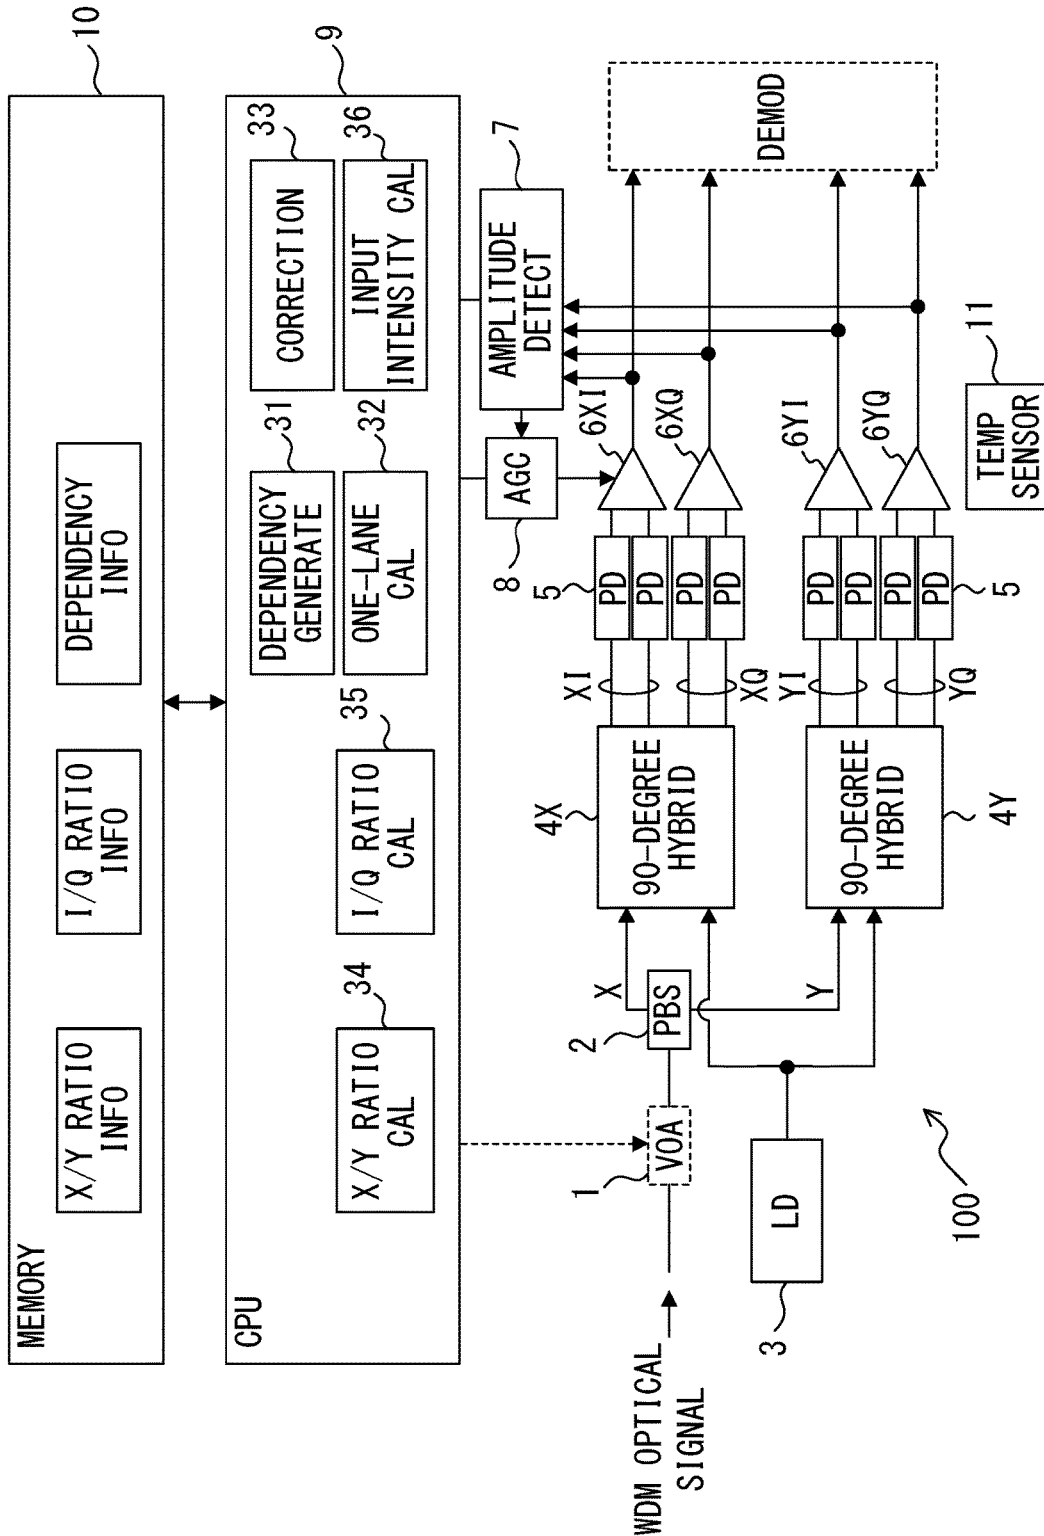 MEMORY
10
X/Y RATIO
INFO
I/Q RATIO
INFO
DEPENDENCY
INFO
CPU
9
X/Y RATIO
CAL
34
I/Q RATIO
CAL
35
DEPENDENCY
GENERATE
31
ONE-LANE
CAL
32
CORRECTION
33
INPUT
INTENSITY CAL
36
AMPLITUDE
DETECT
7
AGC
8
WDM OPTICAL
SIGNAL
VOA
1
PBS
2
X
Y
LD
3
90-DEGREE
HYBRID
4X
90-DEGREE
HYBRID
4Y
XI
XQ
YI
YQ
5
PD
PD
PD
PD
PD
PD
PD
PD
5
6XI
6XQ
6YI
6YQ
DEMOD
TEMP
SENSOR
11
100